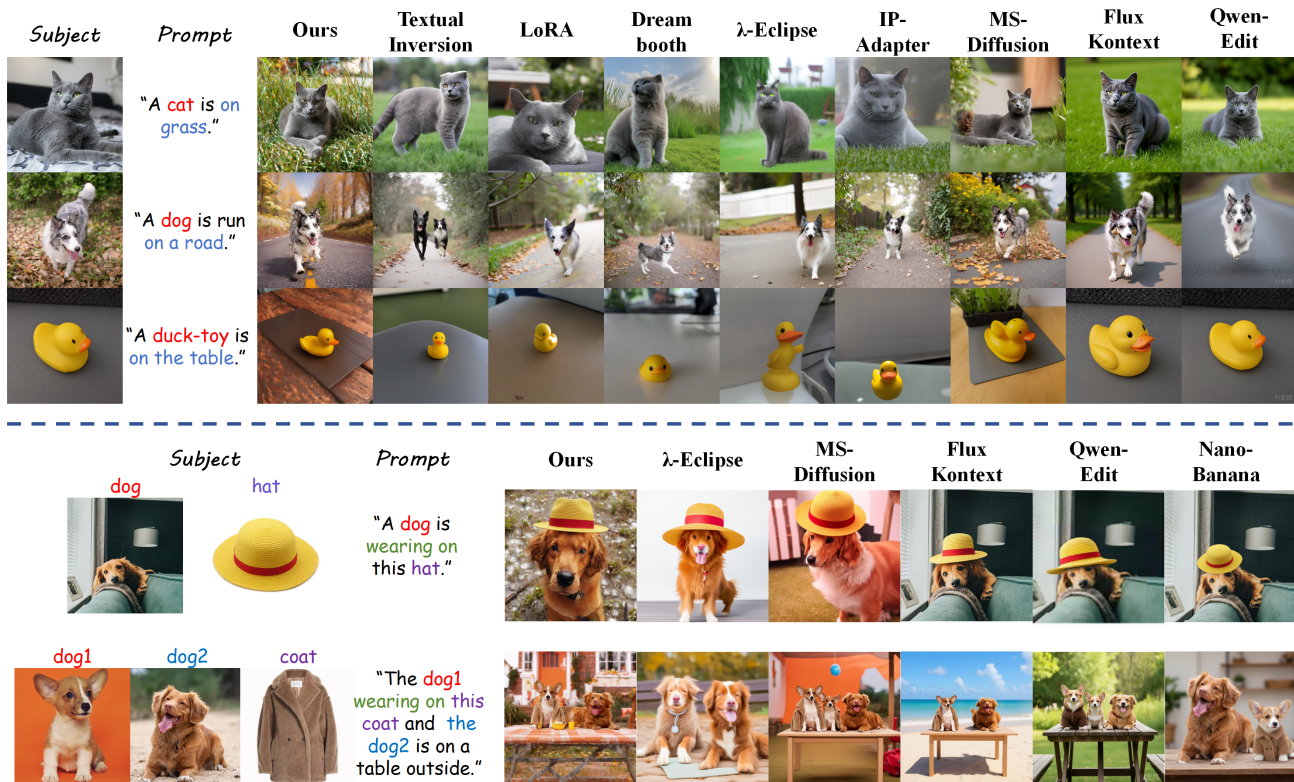 Subject
Prompt
Ours
Textual
Inversion
LoRA
Dream
booth
λ-Eclipse
IP-
Adapter
MS-
Diffusion
Flux
Kontext
Qwen-
Edit
“A cat is on
grass.”
“A dog is run
on a road.”
“A duck-toy is
on the table.”
Subject
Prompt
Ours
λ-Eclipse
MS-
Diffusion
Flux
Kontext
Qwen-
Edit
Nano-
Banana
dog
hat
“A dog is
wearing on
this hat.”
dog1
dog2
coat
“The dog1
wearing on this
coat and the
dog2 is on a
table outside.”